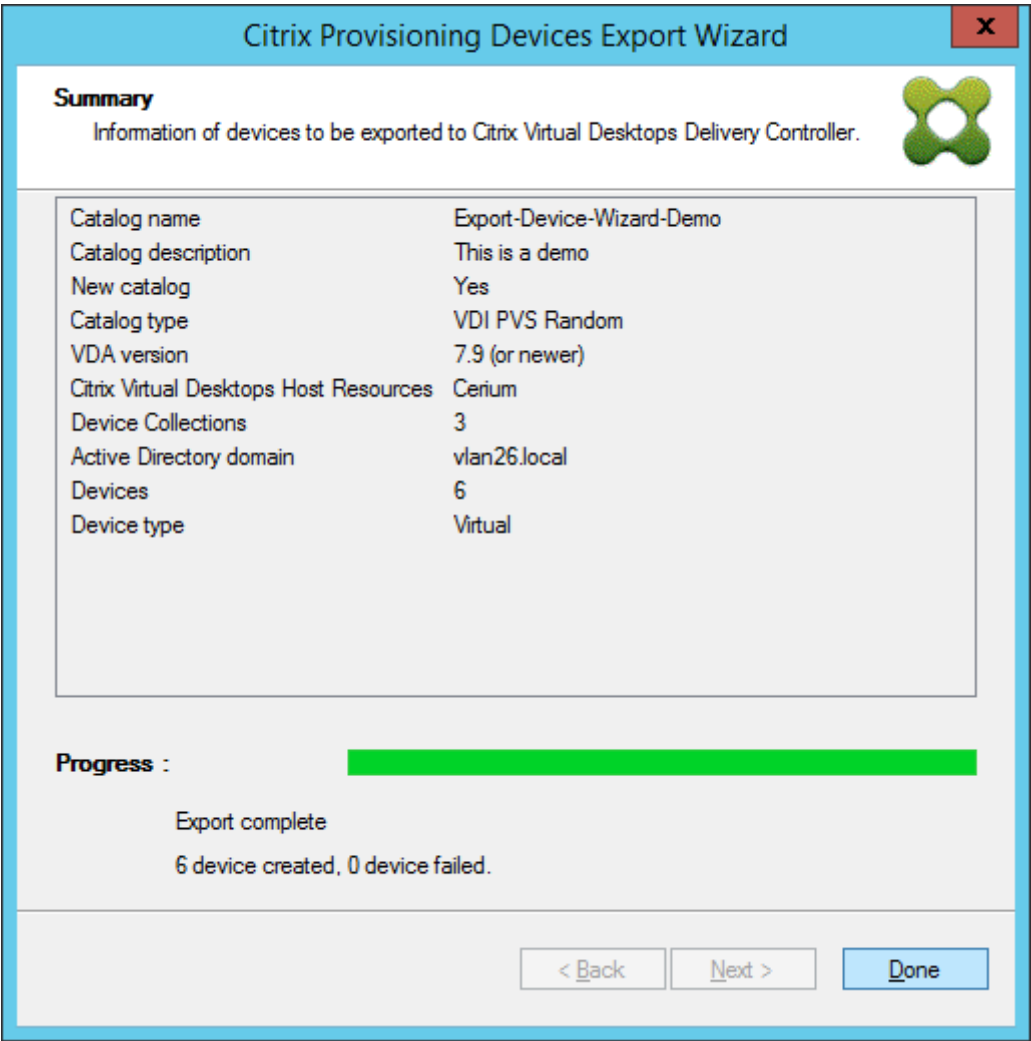 Citrix Provisioning Devices Export Wizard
x
Summary
Information of devices to be exported to Citrix Virtual Desktops Delivery Controller.
Catalog name Export-Device-Wizard-Demo
Catalog description This is a demo
New catalog Yes
Catalog type VDI PVS Random
VDA version 7.9 (or newer)
Citrix Virtual Desktops Host Resources Cerium
Device Collections 3
Active Directory domain vlan26.local
Devices 6
Device type Virtual
Progress :
Export complete
6 device created, 0 device failed.
< Back Next > Done